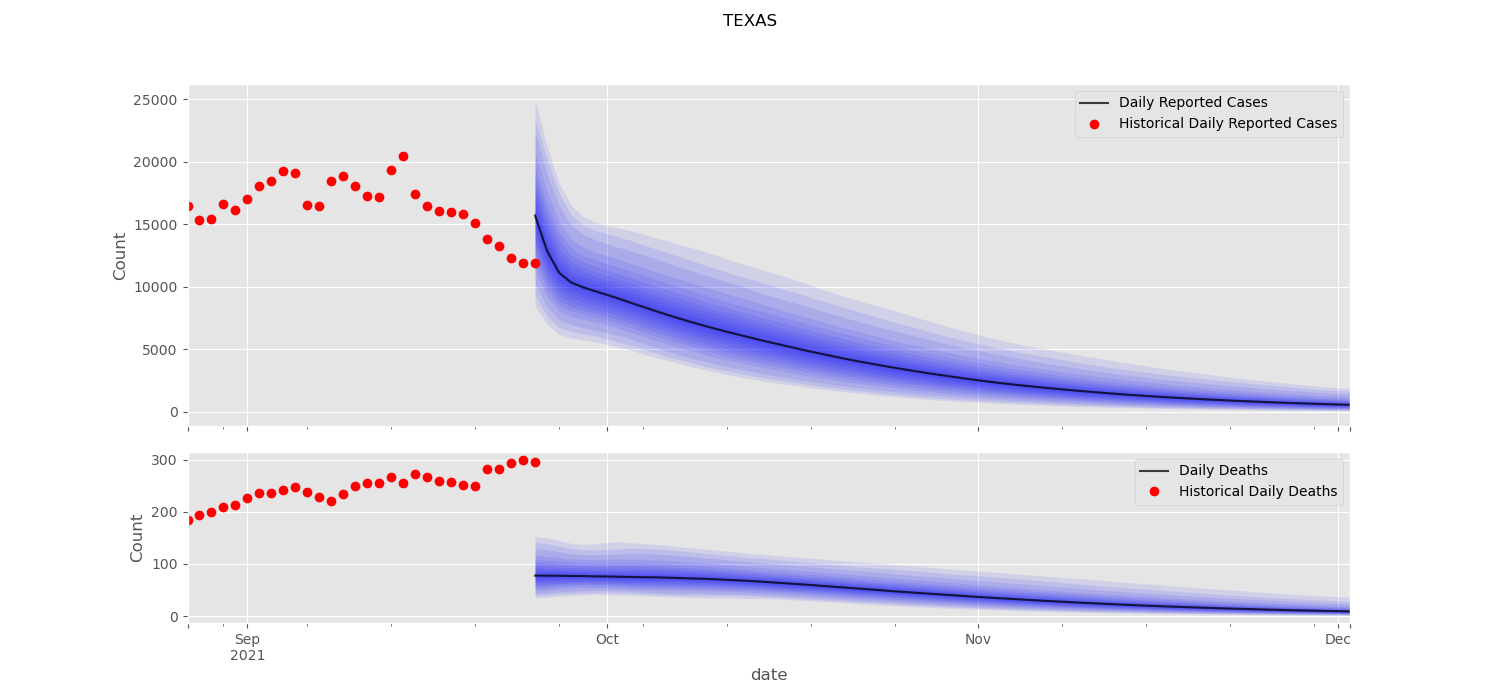 TEXAS
Daily Reported Cases
Historical Daily Reported Cases
25000
20000
15000
10000
5000
0
Count
Daily Deaths
Historical Daily Deaths
300
200
100
0
Count
Sep
2021
Oct
Nov
Dec
date